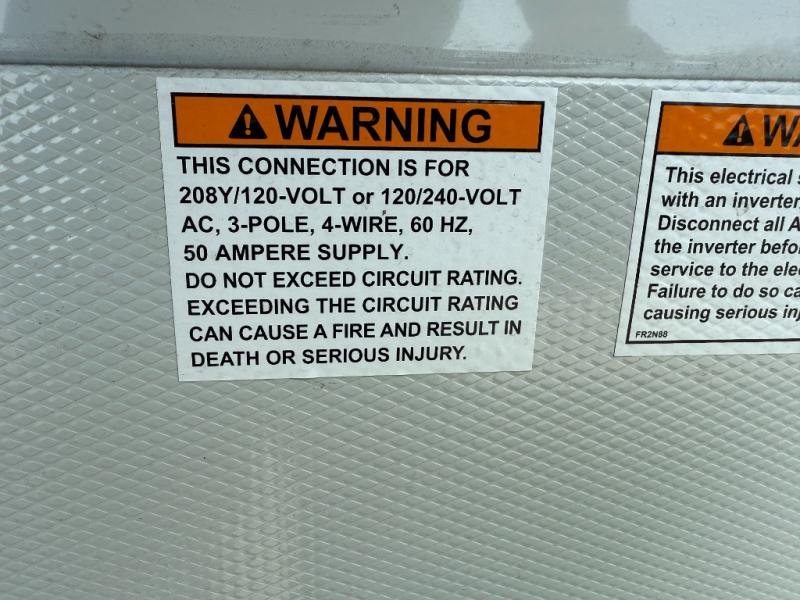 WARNING
THIS CONNECTION IS FOR
208Y/120-VOLT or 120/240-VOLT
AC, 3-POLE, 4-WIRE, 60 HZ,
50 AMPERE SUPPLY.
DO NOT EXCEED CIRCUIT RATING.
EXCEEDING THE CIRCUIT RATING
CAN CAUSE A FIRE AND RESULT IN
DEATH OR SERIOUS INJURY.
This electrical
with an inverter,
Disconnect all
the inverter
service to the
Failure to do so
causing serious
FR2N88